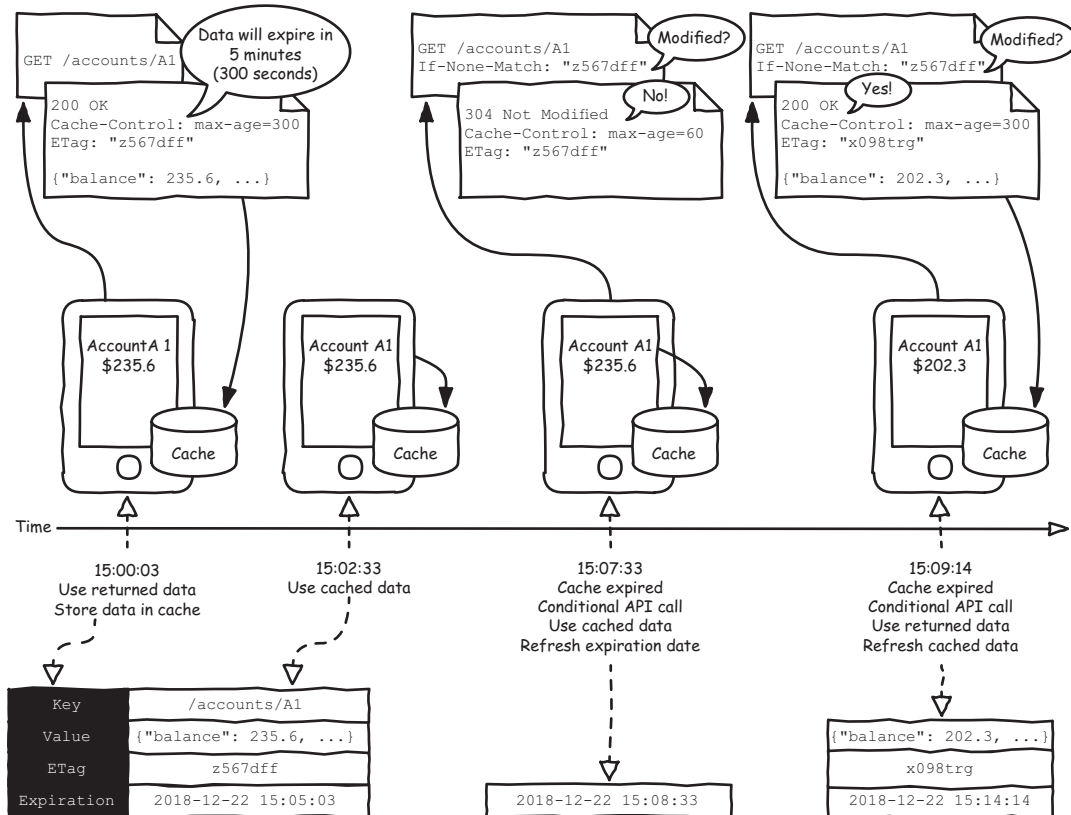 GET /accounts/A1
Data will expire in
5 minutes
(300 seconds)
200 OK
Cache-Control: max-age=300
ETag: "z567dff"
{"balance": 235.6, ...}
GET /accounts/A1
If-None-Match: "z567dff"
Modified?
No!
304 Not Modified
Cache-Control: max-age=60
ETag: "z567dff"
GET /accounts/A1
If-None-Match: "z567dff"
Modified?
Yes!
200 OK
Cache-Control: max-age=300
ETag: "x098trg"
{"balance": 202.3, ...}
AccountA 1
$235.6
Cache
Account A1
$235.6
Cache
Account A1
$235.6
Cache
Account A1
$202.3
Cache
Time
15:00:03
Use returned data
Store data in cache
15:02:33
Use cached data
15:07:33
Cache expired
Conditional API call
Use cached data
Refresh expiration date
15:09:14
Cache expired
Conditional API call
Use returned data
Refresh cached data
Key /accounts/A1
Value {"balance": 235.6, ...} {"balance": 202.3, ...}
ETag z567dff x098trg
Expiration 2018-12-22 15:05:03 2018-12-22 15:08:33 2018-12-22 15:14:14